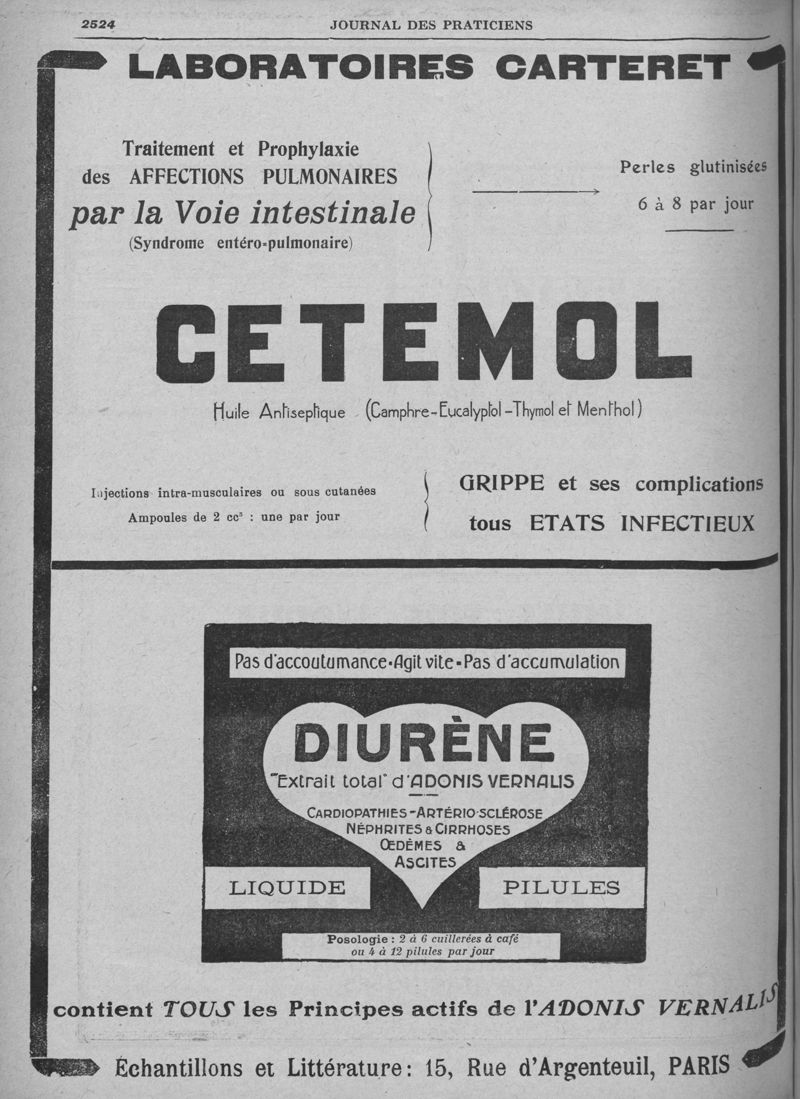 2524
JOURNAL DES PRATICIENS
LABORATOIRES CARTERET
Traitement et Prophylaxie
des AFFECTIONS PULMONAIRES
par la Voie intestinale
(Syndrome entéro-pulmonaire)
Perles glutinisées
6 à 8 par jour
CETEMOL
Huile Antiseptique (Camphre-Eucalyptol-Thymol et Menthol)
Injections intra-musculaires ou sous cutanées
Ampoules de 2 cc³ : une par jour
GRIPPE et ses complications
tous ETATS INFECTIEUX
Pas d'accoutumance-Agit vite-Pas d'accumulation
DIURÈNE
"Extrait total" d'ADONIS VERNALIS
CARDIOPATHIES-ARTÉRIO-SCLÉROSE
NÉPHRITES & CIRRHOSES
ŒDÈMES &
ASCITES
LIQUIDE
PILULES
Posologie : 2 à 6 cuillerées à café
ou 4 à 12 pilules par jour
contient TOUS les Principes actifs de l'ADONIS VERNALIS
Échantillons et Littérature: 15, Rue d'Argenteuil, PARIS